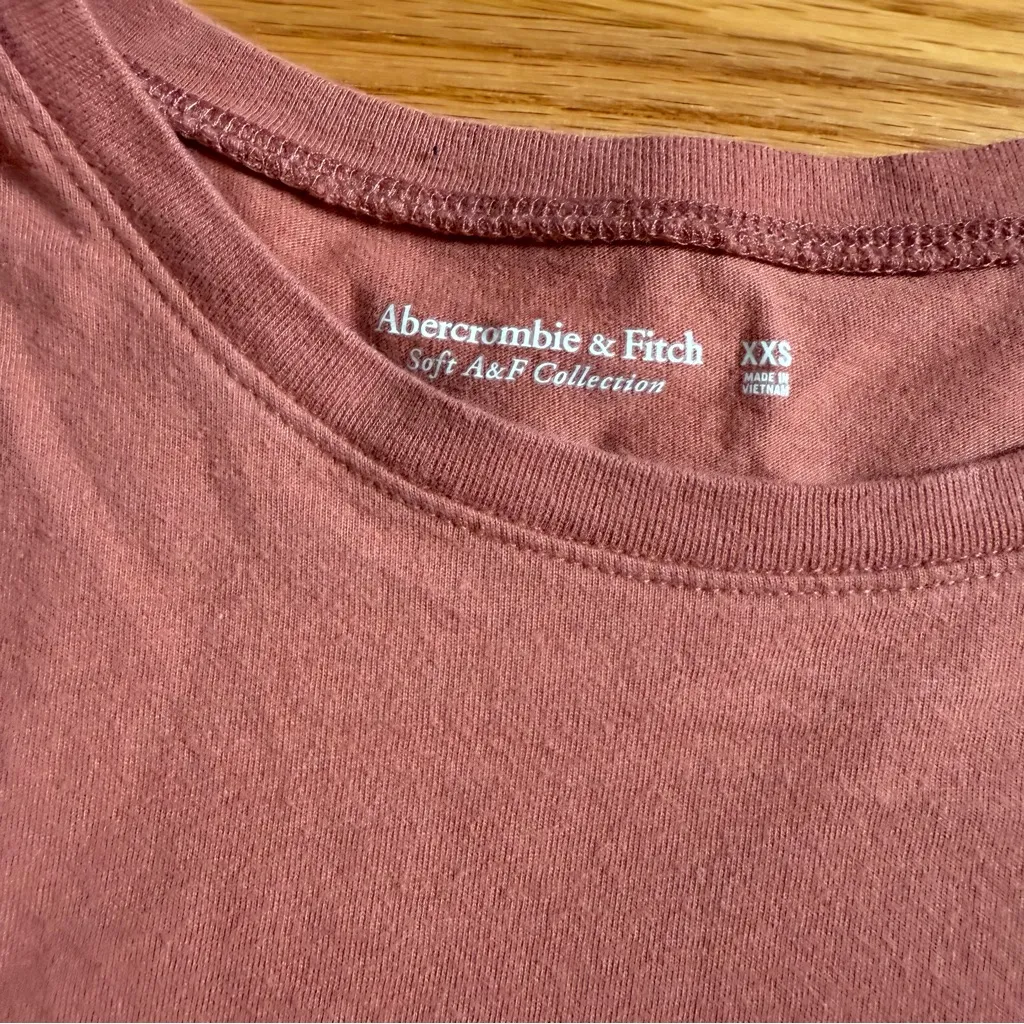 Abercrombie & Fitch
Soft A&F Collection
XXS
MADE IN
VIETNAM